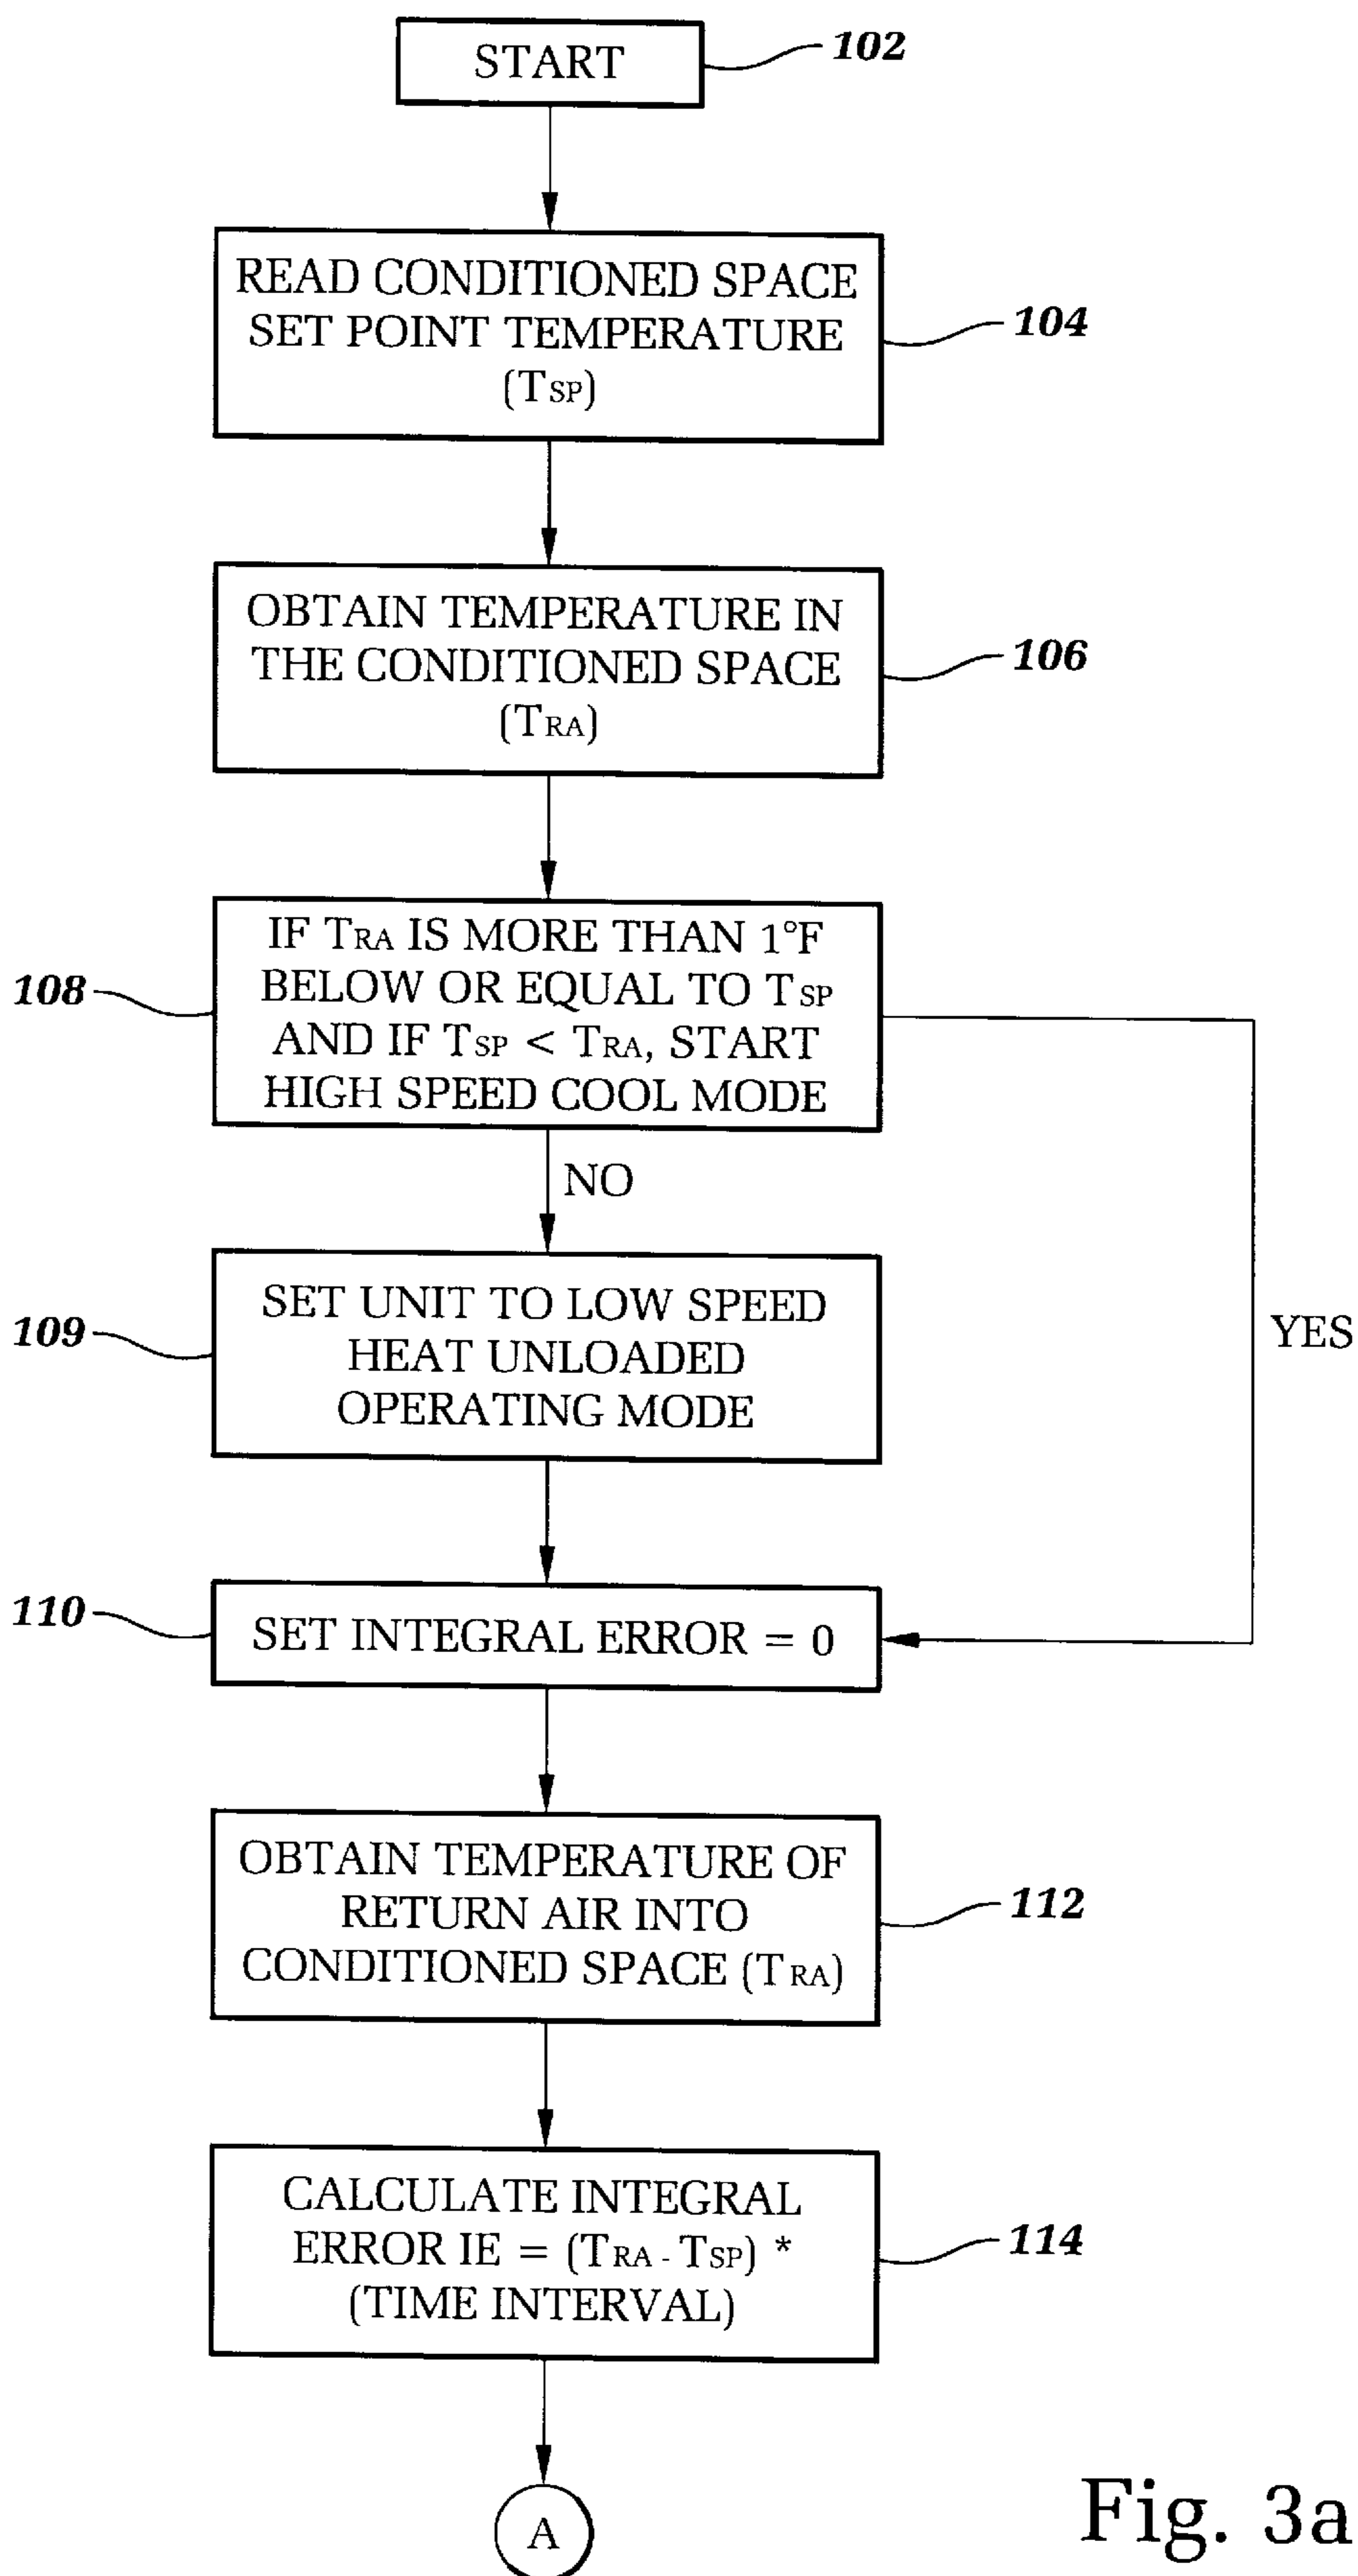 START
102
READ CONDITIONED SPACE
SET POINT TEMPERATURE
(TSP)
104
OBTAIN TEMPERATURE IN
THE CONDITIONED SPACE
(TRA)
106
108
IF TRA IS MORE THAN 1°F
BELOW OR EQUAL TO TSP
AND IF TSP < TRA, START
HIGH SPEED COOL MODE
NO
YES
109
SET UNIT TO LOW SPEED
HEAT UNLOADED
OPERATING MODE
110
SET INTEGRAL ERROR = 0
OBTAIN TEMPERATURE OF
RETURN AIR INTO
CONDITIONED SPACE (TRA)
112
CALCULATE INTEGRAL
ERROR IE = (TRA - TSP) *
(TIME INTERVAL)
114
A
Fig. 3a